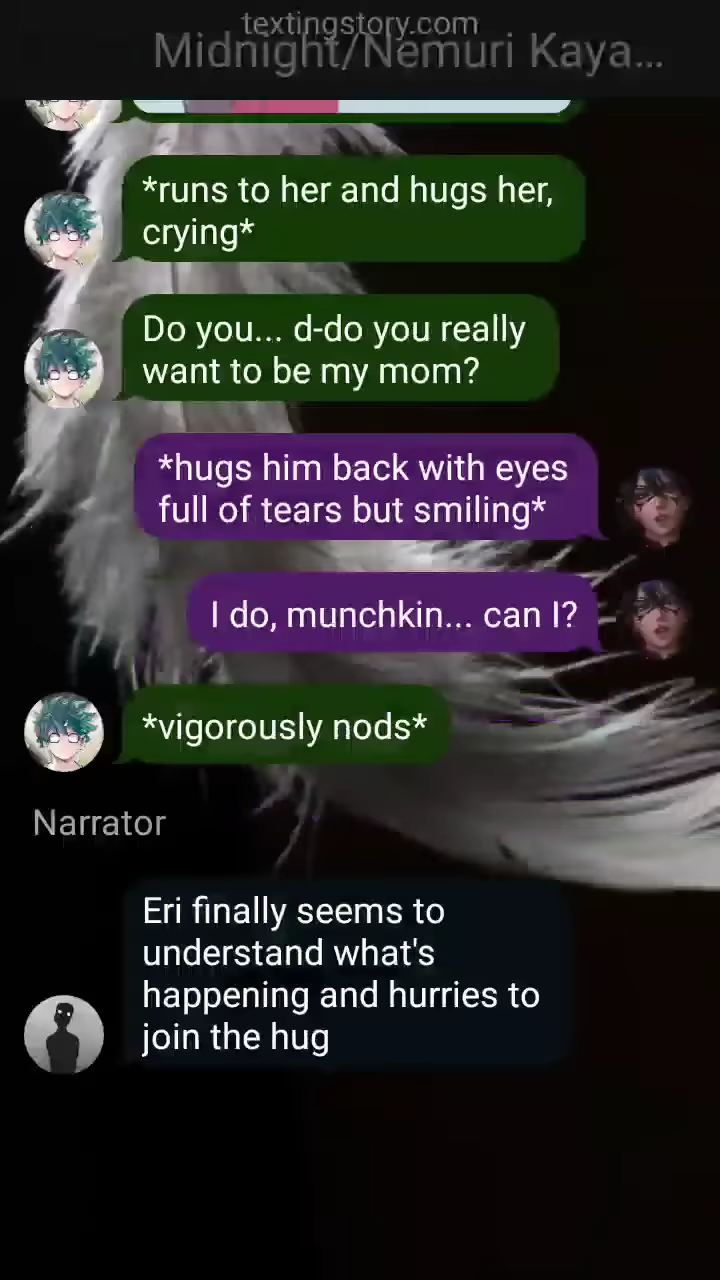 textingstory.com
Midnight/Nemuri Kaya...
*runs to her and hugs her,
crying*
Do you... d-do you really
want to be my mom?
*hugs him back with eyes
full of tears but smiling*
I do, munchkin... can I?
*vigorously nods*
Narrator
Eri finally seems to
understand what's
happening and hurries to
join the hug